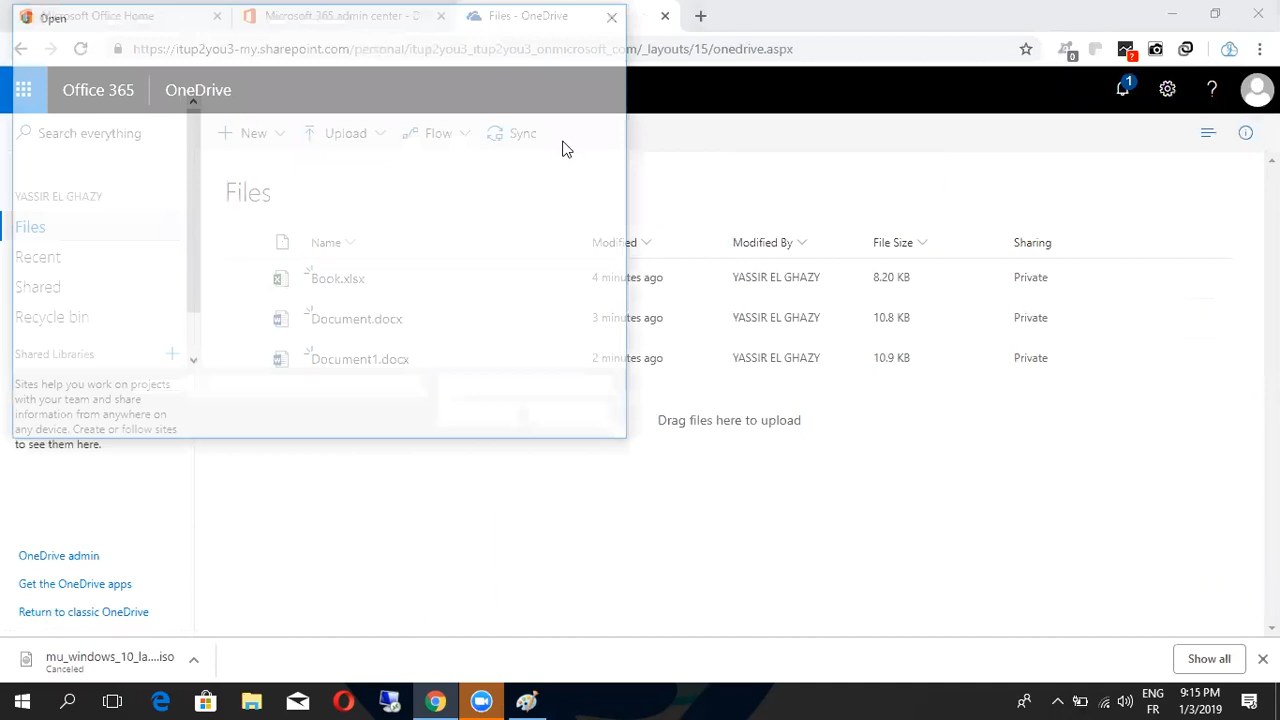 Open
Microsoft Office Home
Microsoft 365 admin center - D
Files - OneDrive
https://itup2you3-my.sharepoint.com/personal/itup2you3_itup2you3_onmicrosoft_com/_layouts/15/onedrive.aspx
0
?
Office 365
OneDrive
1
?
Search everything
New
Upload
Flow
Sync
YASSIR EL GHAZY
Files
Recent
Shared
Recycle bin
Shared Libraries
Sites help you work on projects
with your team and share
information from anywhere on
any device. Create or follow sites
to see them here.
OneDrive admin
Get the OneDrive apps
Return to classic OneDrive
Files
Name Modified Modified By File Size Sharing
Book.xlsx 4 minutes ago YASSIR EL GHAZY 8.20 KB Private
Document.docx 3 minutes ago YASSIR EL GHAZY 10.8 KB Private
Document1.docx 2 minutes ago YASSIR EL GHAZY 10.9 KB Private
Drag files here to upload
mu_windows_10_la....iso
Canceled
Show all
ENG
FR
9:15 PM
1/3/2019